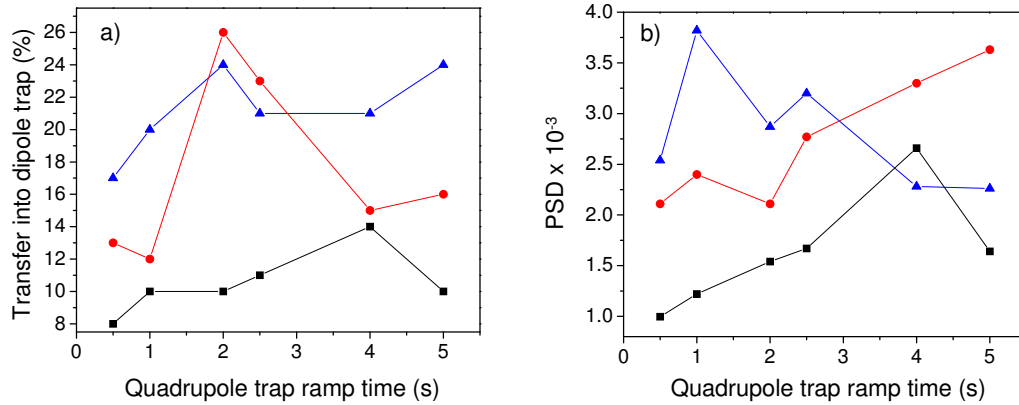 a)
Transfer into dipole trap (%)
26
24
22
20
18
16
14
12
10
8
0 1 2 3 4 5
Quadrupole trap ramp time (s)
b)
PSD x 10⁻³
4.0
3.5
3.0
2.5
2.0
1.5
1.0
0 1 2 3 4 5
Quadrupole trap ramp time (s)